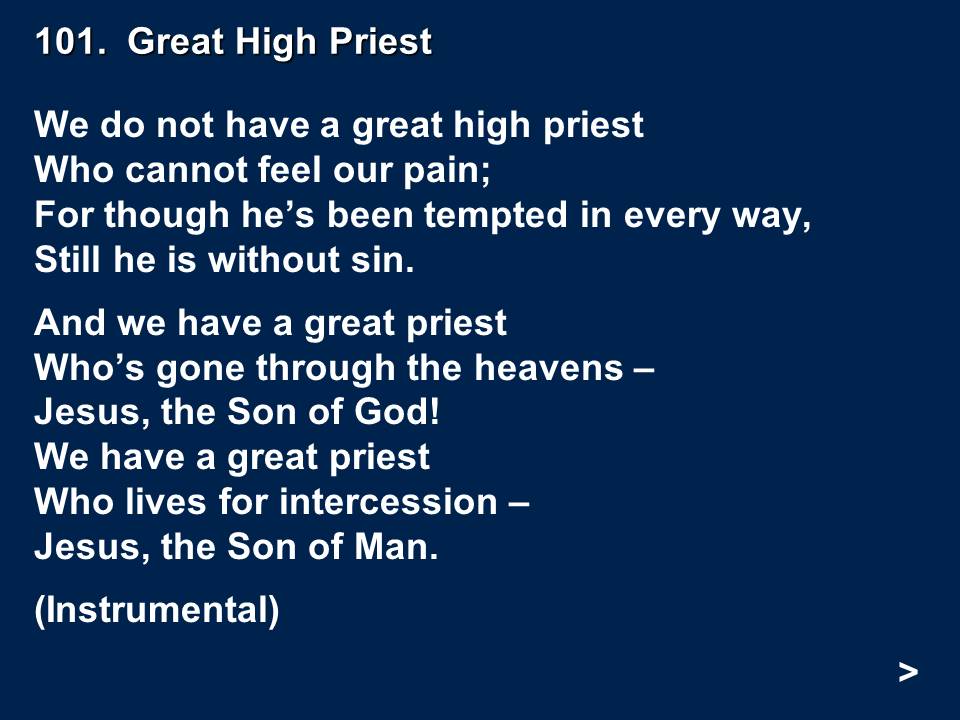 101.  Great High Priest
We do not have a great high priest
Who cannot feel our pain;
For though he’s been tempted in every way,
Still he is without sin.
And we have a great priest
Who’s gone through the heavens –
Jesus, the Son of God!
We have a great priest
Who lives for intercession –
Jesus, the Son of Man.
(Instrumental)
>